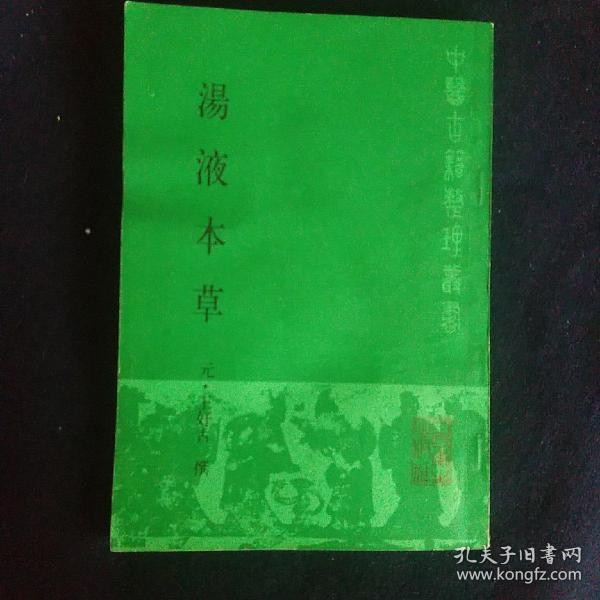 中醫古籍整理叢書
湯液本草
元·王好古 撰
孔夫子旧書网
www.kongfz.com